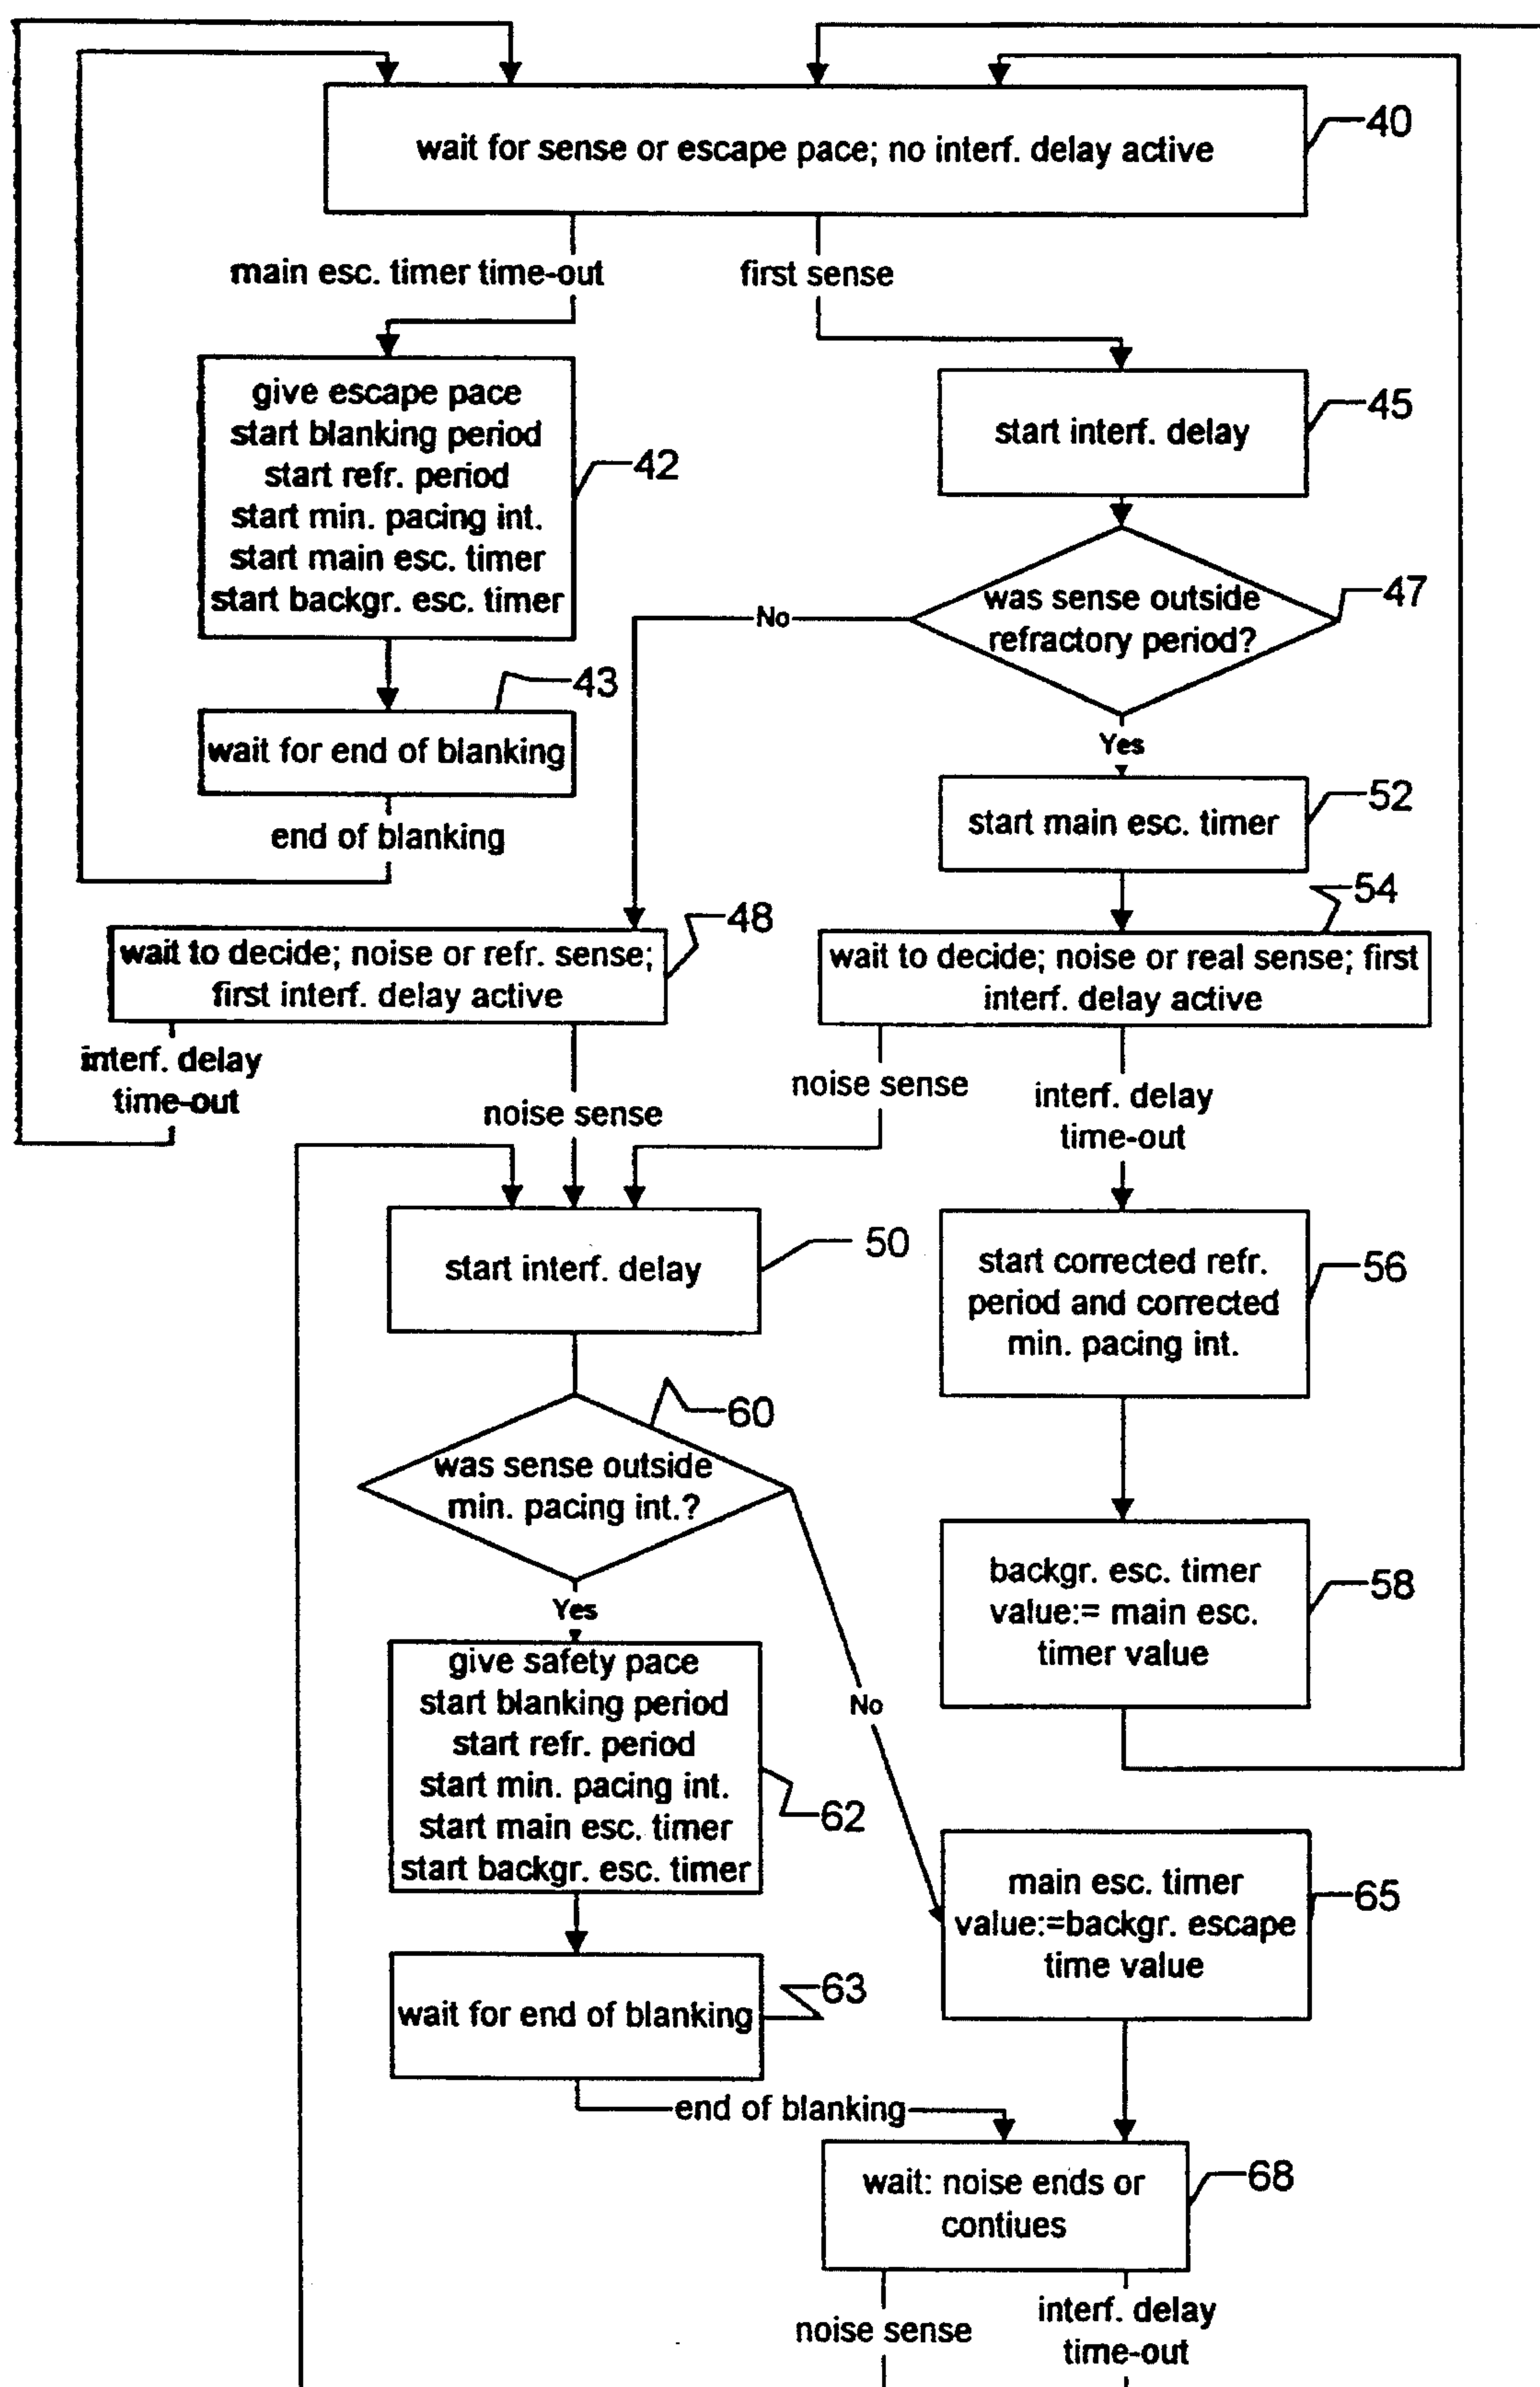 wait for sense or escape pace; no interf. delay active
40
main esc. timer time-out
first sense
give escape pace
start blanking period
start refr. period
start min. pacing int.
start main esc. timer
start backgr. esc. timer
42
start interf. delay
45
was sense outside
refractory period?
47
No
Yes
43
wait for end of blanking
end of blanking
start main esc. timer
52
48
wait to decide; noise or refr. sense;
first interf. delay active
54
wait to decide; noise or real sense; first
interf. delay active
interf. delay
time-out
noise sense
noise sense
interf. delay
time-out
start interf. delay
50
start corrected refr.
period and corrected
min. pacing int.
56
60
was sense outside
min. pacing int.?
Yes
No
backgr. esc. timer
value:= main esc.
timer value
58
give safety pace
start blanking period
start refr. period
start min. pacing int.
start main esc. timer
start backgr. esc. timer
62
main esc. timer
value:=backgr. escape
time value
65
wait for end of blanking
63
end of blanking
wait: noise ends or
contiues
68
noise sense
interf. delay
time-out